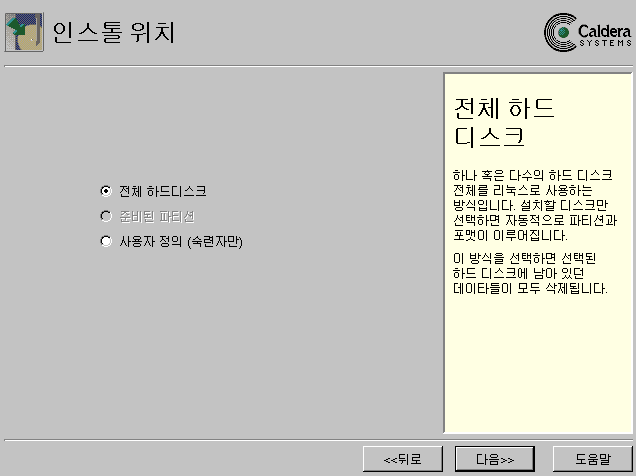 인스톨 위치
Caldera
SYSTEMS
전체 하드디스크
준비된 파티션
사용자 정의 (숙련자만)
전체 하드
디스크
하나 혹은 다수의 하드 디스크
전체를 리눅스로 사용하는
방식입니다. 설치할 디스크만
선택하면 자동적으로 파티션과
포맷이 이루어집니다.
이 방식을 선택하면 선택된
하드 디스크에 남아 있던
데이타들이 모두 삭제됩니다.
<<뒤로
다음>>
도움말